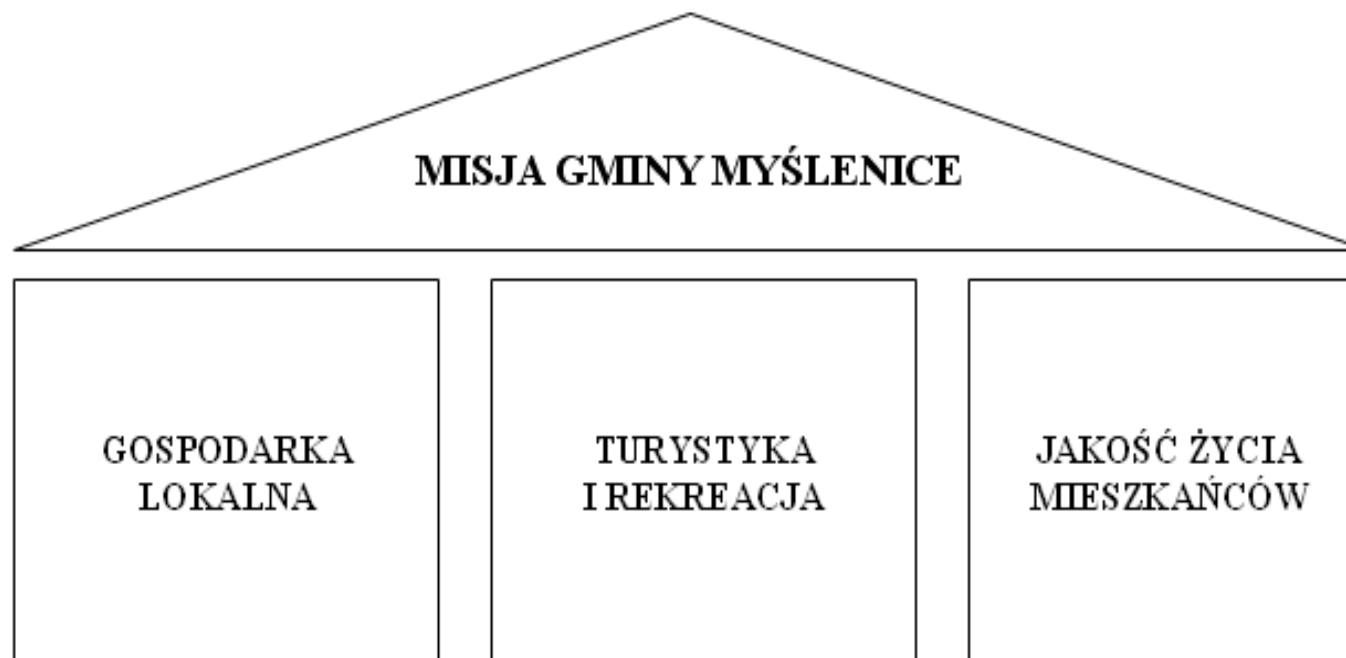 MISJA GMINY MYŚLENICE
GOSPODARKA
LOKALNA
TURYSTYKA
I REKREACJA
JAKOŚĆ ŻYCIA
MIESZKAŃCÓW